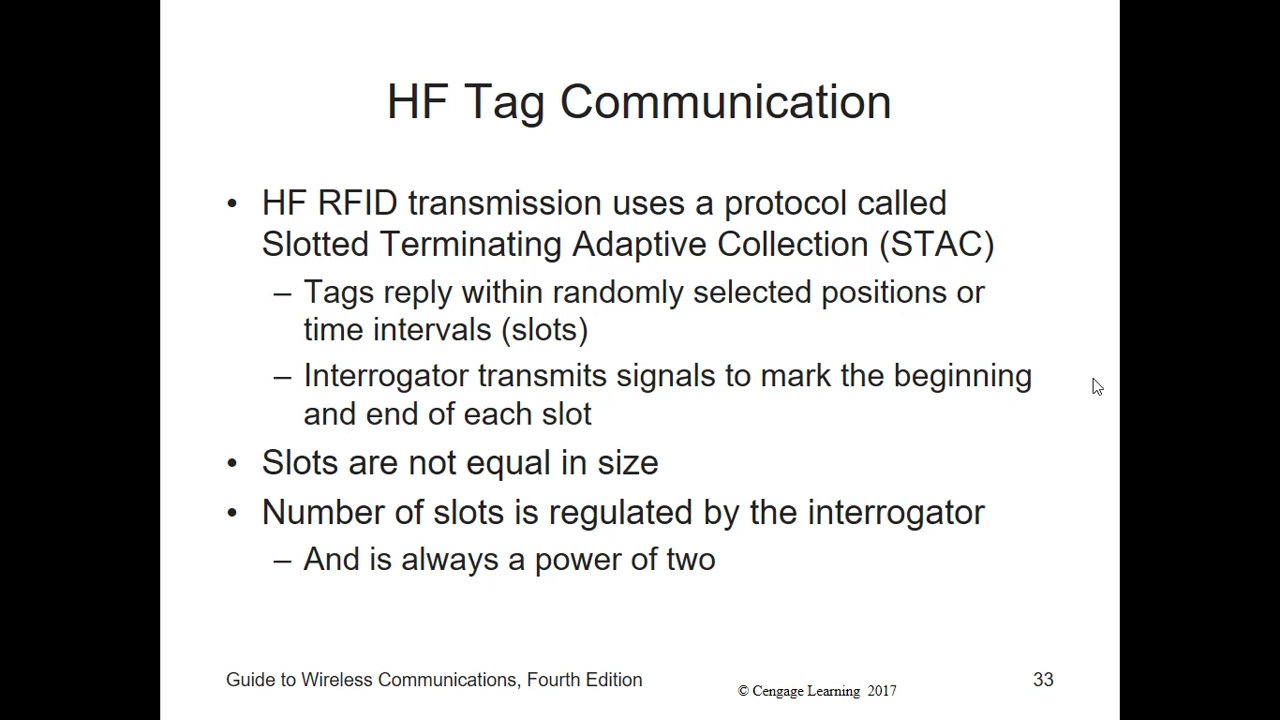 HF Tag Communication
• HF RFID transmission uses a protocol called
Slotted Terminating Adaptive Collection (STAC)
– Tags reply within randomly selected positions or
time intervals (slots)
– Interrogator transmits signals to mark the beginning
and end of each slot
• Slots are not equal in size
• Number of slots is regulated by the interrogator
– And is always a power of two
Guide to Wireless Communications, Fourth Edition
© Cengage Learning 2017
33